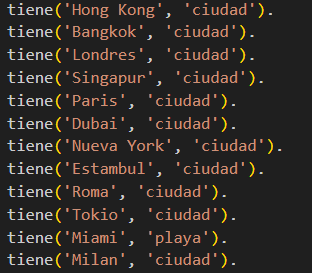 tiene('Hong Kong', 'ciudad').
tiene('Bangkok', 'ciudad').
tiene('Londres', 'ciudad').
tiene('Singapur', 'ciudad').
tiene('Paris', 'ciudad').
tiene('Dubai', 'ciudad').
tiene('Nueva York', 'ciudad').
tiene('Estambul', 'ciudad').
tiene('Roma', 'ciudad').
tiene('Tokio', 'ciudad').
tiene('Miami', 'playa').
tiene('Milan', 'ciudad').